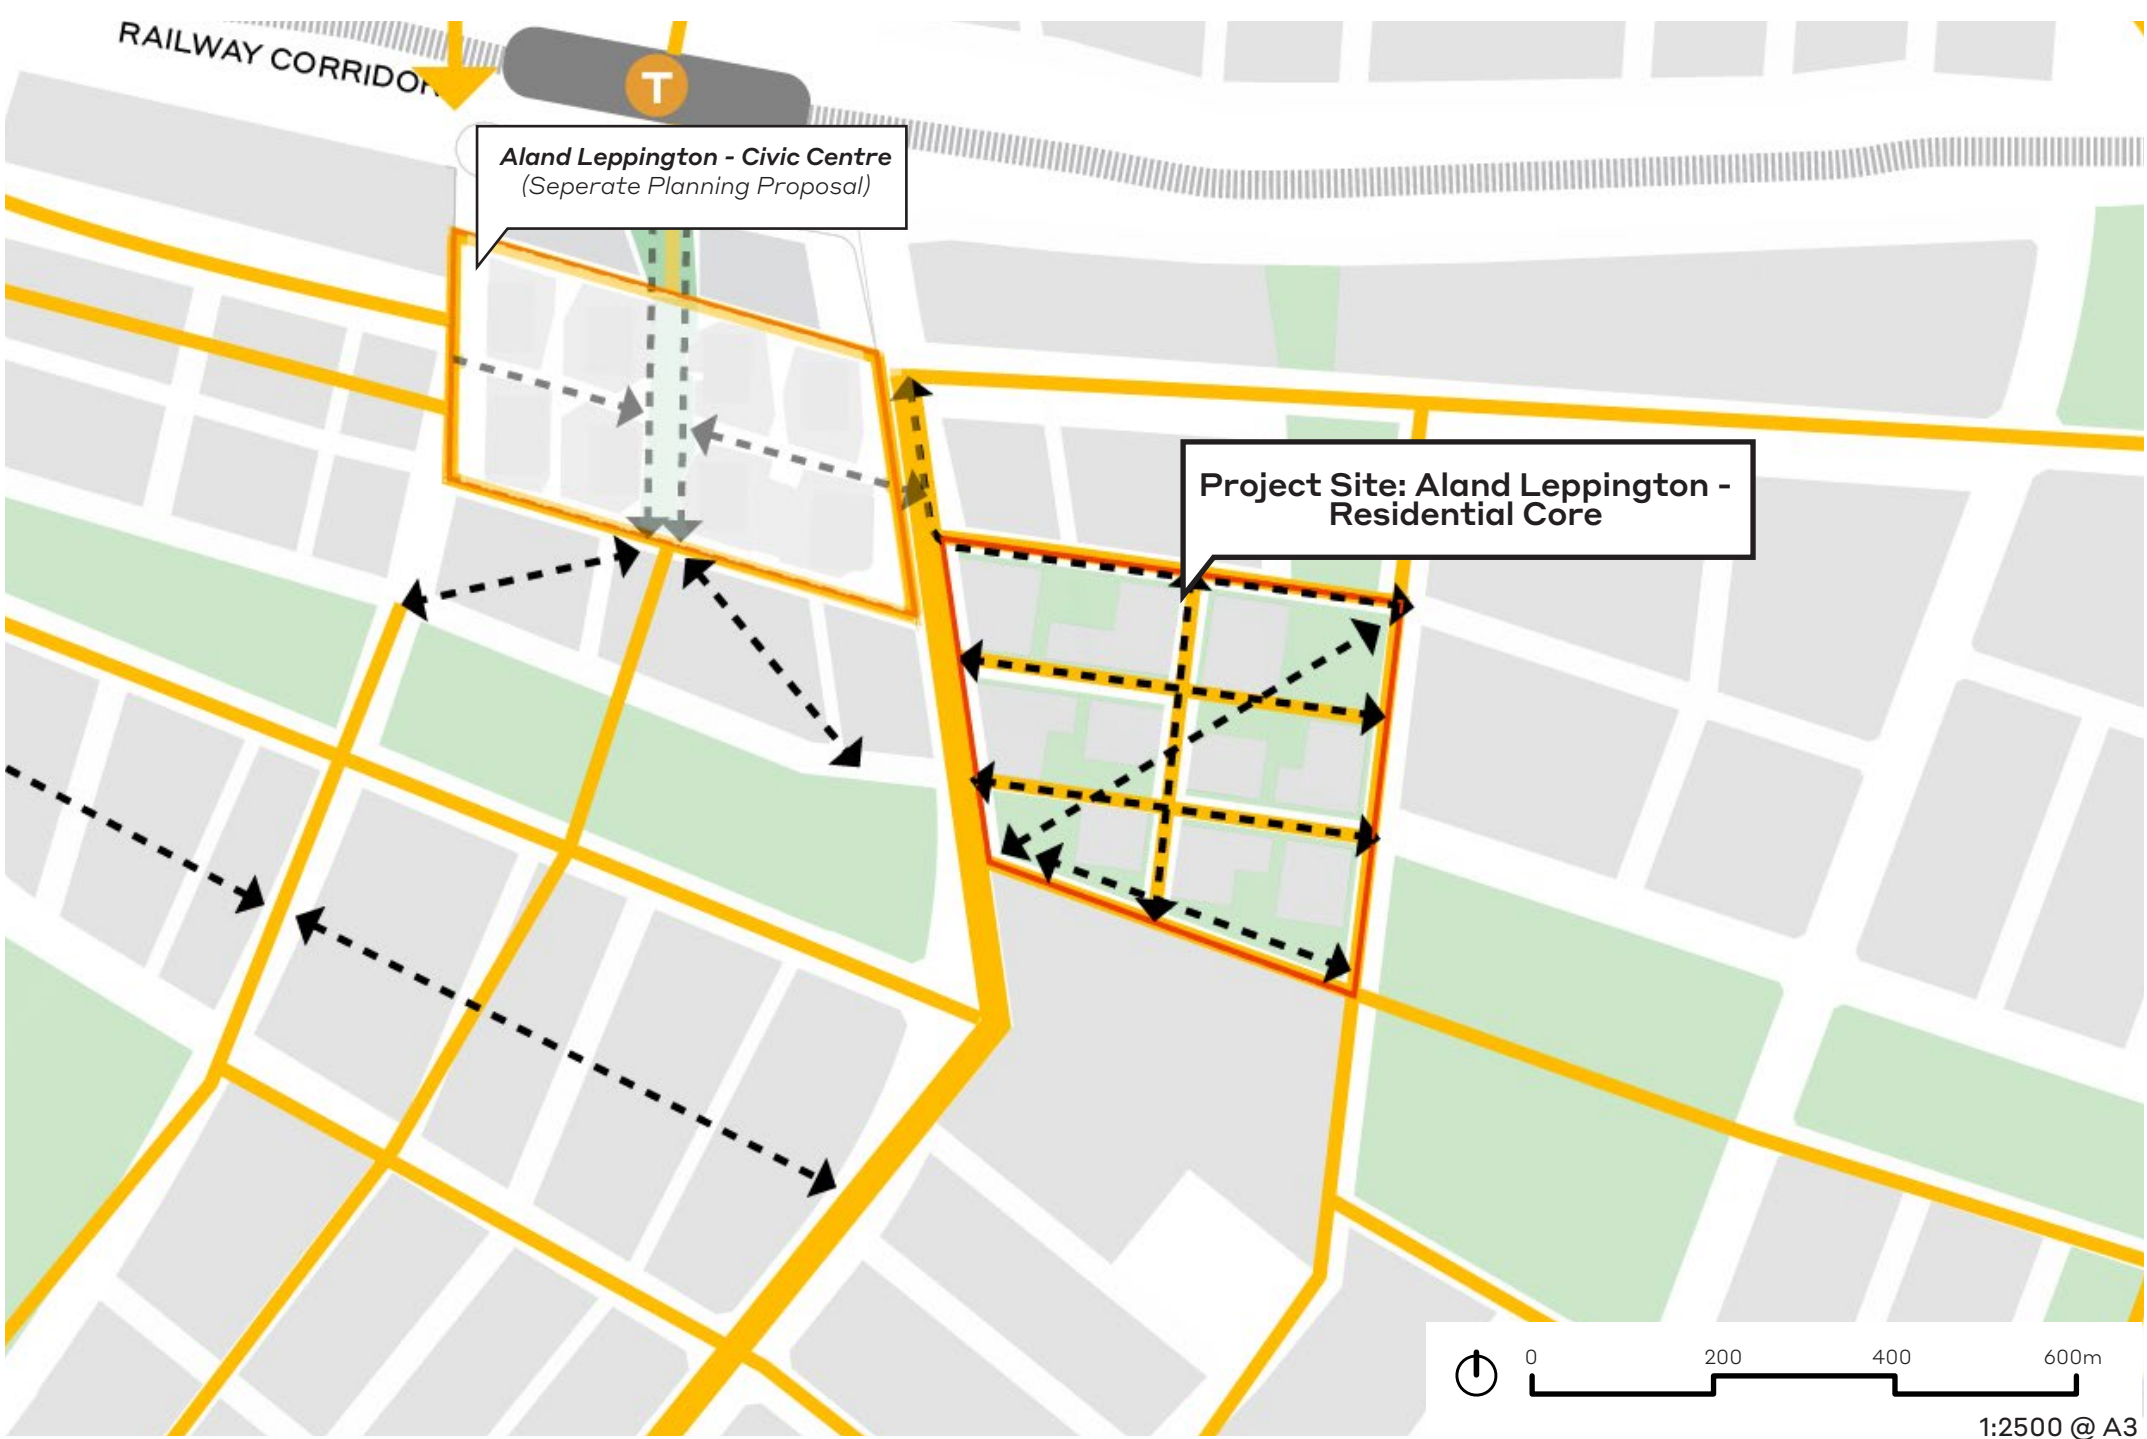 RAILWAY CORRIDOR
T
Aland Leppington - Civic Centre
(Seperate Planning Proposal)
Project Site: Aland Leppington -
Residential Core
0 200 400 600m
1:2500 @ A3